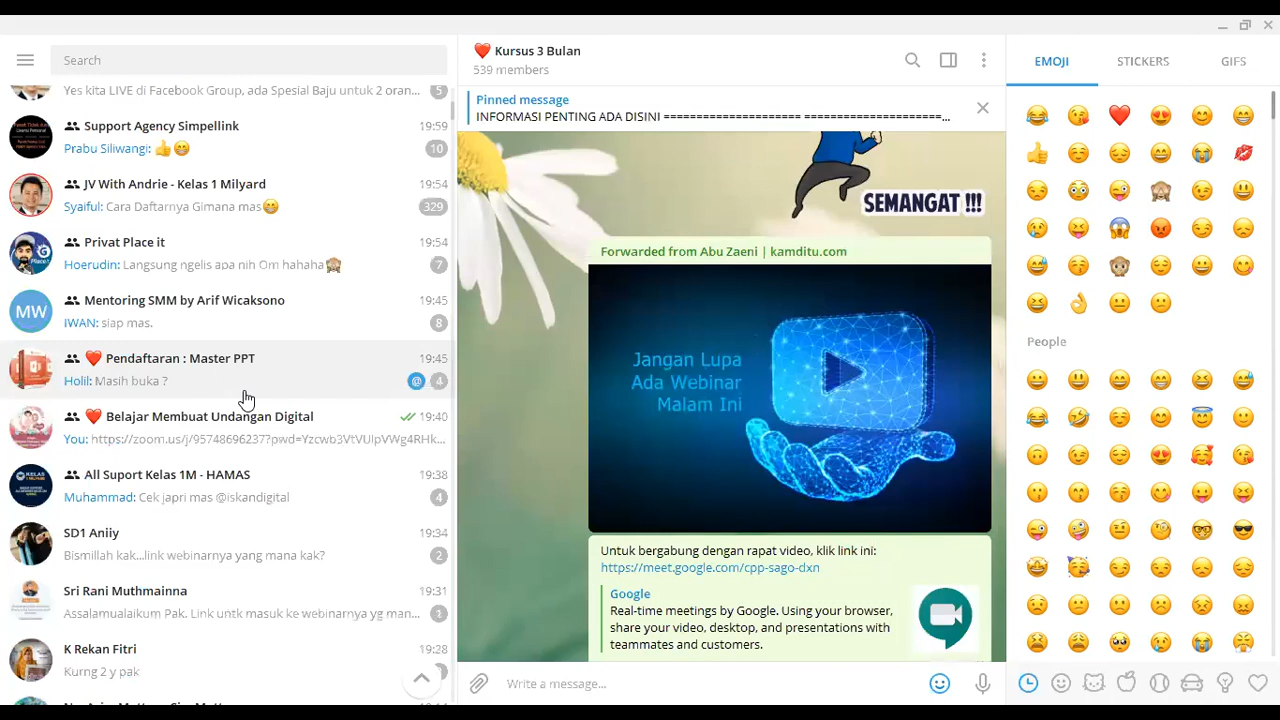 Search
Yes kita LIVE di Facebook Group, ada Spesial Baju untuk 2 oran...
5
Support Agency Simpellink
19:59
Prabu Siliwangi: 👍😁
10
JV With Andrie - Kelas 1 Milyard
19:54
Syaiful: Cara Daftarnya Gimana mas😁
329
Privat Place it
19:54
Hoerudin: Langsung ngelis apa nih Om hahaha🙈
7
Mentoring SMM by Arif Wicaksono
19:45
MW
IWAN: siap mas.
8
❤️ Pendaftaran : Master PPT
19:45
Holil: Masih buka ?
@ 4
❤️ Belajar Membuat Undangan Digital
19:40
You: https://zoom.us/j/95748696237?pwd=Yzcwb3VtVUlpVWg4RHk...
All Suport Kelas 1M - HAMAS
19:38
Muhammad: Cek japri mas @iskandigital
4
SD1 Aniiy
19:34
Bismillah kak...link webinarnya yang mana kak?
2
Sri Rani Muthmainna
19:31
Assalamualaikum Pak. Link untk masuk ke webinarnya yg man...
1
K Rekan Fitri
19:28
Kurng 2 y pak
❤️ Kursus 3 Bulan
539 members
Pinned message
INFORMASI PENTING ADA DISINI ===================== =====================...
SEMANGAT !!!
Forwarded from Abu Zaeni | kamditu.com
Jangan Lupa
Ada Webinar
Malam Ini
Untuk bergabung dengan rapat video, klik link ini:
https://meet.google.com/cpp-sago-dxn
Google
Real-time meetings by Google. Using your browser,
share your video, desktop, and presentations with
teammates and customers.
Write a message...
EMOJI
STICKERS
GIFS
People